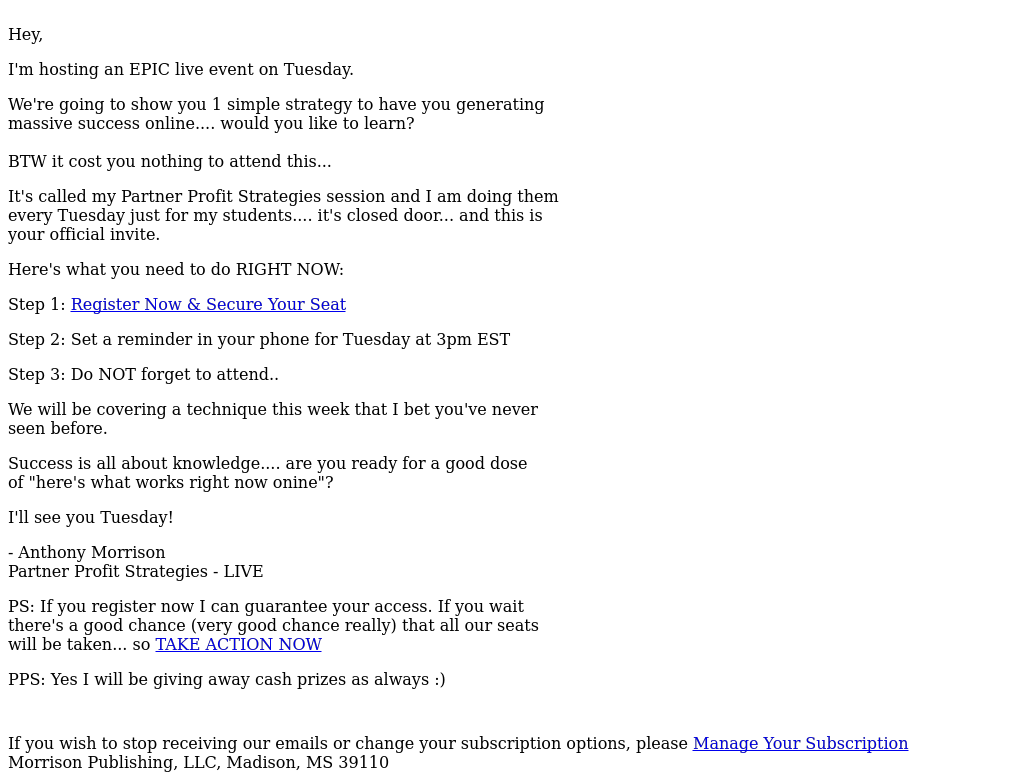 Hey,
I'm hosting an EPIC live event on Tuesday.
We're going to show you 1 simple strategy to have you generating
massive success online.... would you like to learn?
BTW it cost you nothing to attend this...
It's called my Partner Profit Strategies session and I am doing them
every Tuesday just for my students.... it's closed door... and this is
your official invite.
Here's what you need to do RIGHT NOW:
Step 1: Register Now & Secure Your Seat
Step 2: Set a reminder in your phone for Tuesday at 3pm EST
Step 3: Do NOT forget to attend..
We will be covering a technique this week that I bet you've never
seen before.
Success is all about knowledge.... are you ready for a good dose
of "here's what works right now onine"?
I'll see you Tuesday!
- Anthony Morrison
Partner Profit Strategies - LIVE
PS: If you register now I can guarantee your access. If you wait
there's a good chance (very good chance really) that all our seats
will be taken... so TAKE ACTION NOW
PPS: Yes I will be giving away cash prizes as always :)
If you wish to stop receiving our emails or change your subscription options, please Manage Your Subscription
Morrison Publishing, LLC, Madison, MS 39110